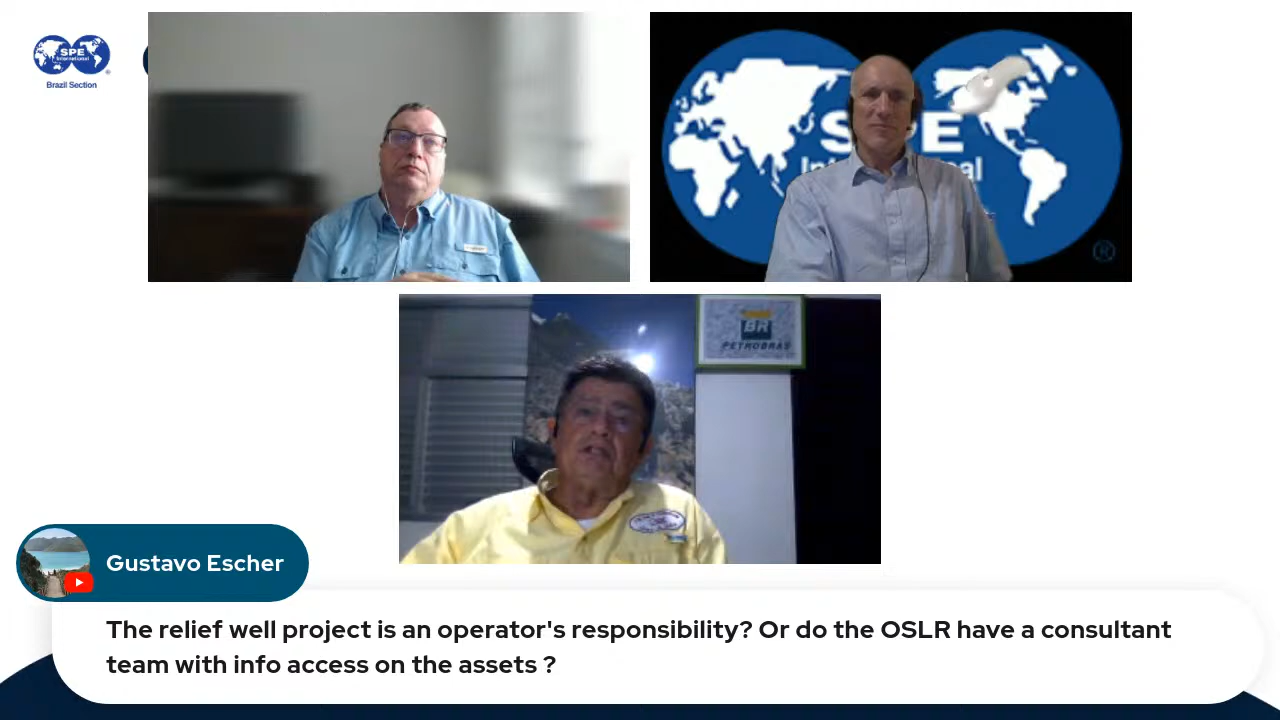 SPE
International
Brazil Section
SPE
BR
PETROBRAS
Gustavo Escher
The relief well project is an operator's responsibility? Or do the OSLR have a consultant
team with info access on the assets ?